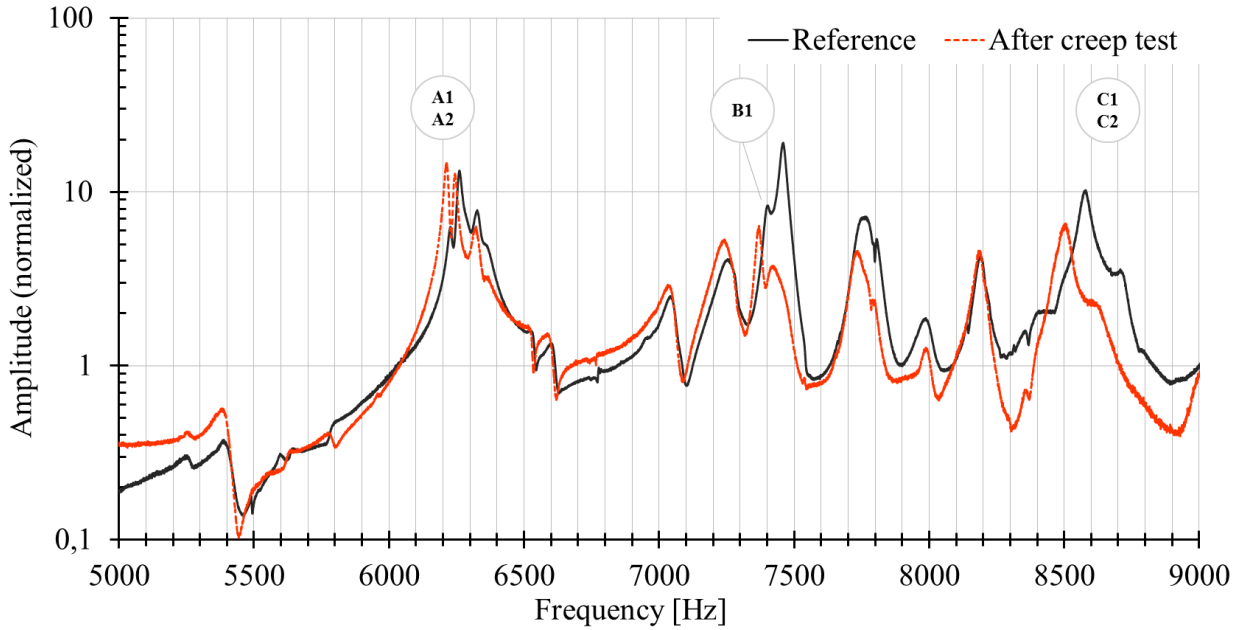 100
Reference
After creep test
A1
A2
B1
C1
C2
Amplitude (normalized)
10
1
0,1
5000 5500 6000 6500 7000 7500 8000 8500 9000
Frequency [Hz]